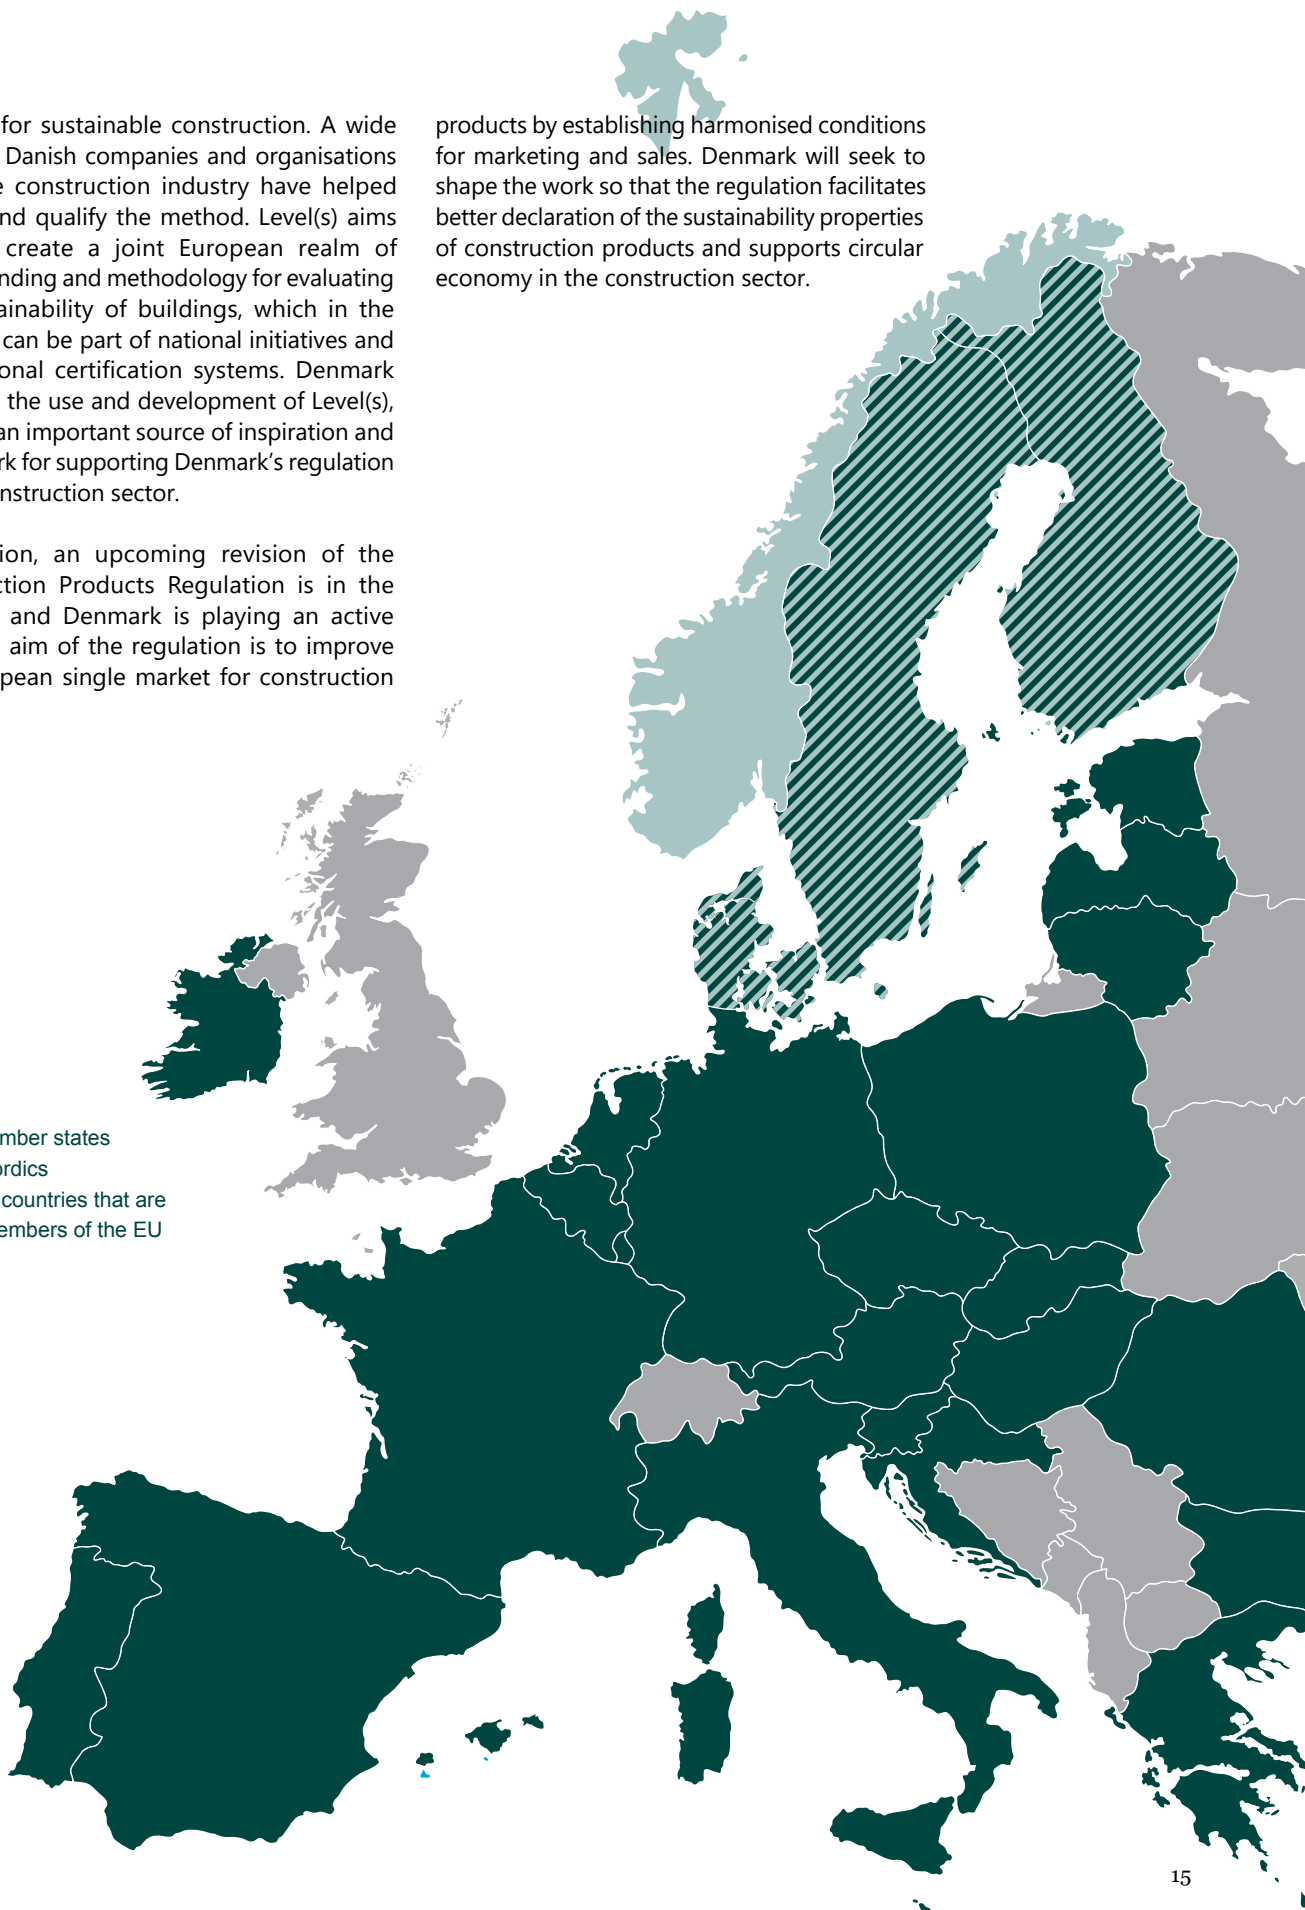 for sustainable construction. A wide
Danish companies and organisations
e construction industry have helped
nd qualify the method. Level(s) aims
create a joint European realm of
nding and methodology for evaluating
ainability of buildings, which in the
can be part of national initiatives and
onal certification systems. Denmark
the use and development of Level(s),
an important source of inspiration and
rk for supporting Denmark's regulation
nstruction sector.
ion, an upcoming revision of the
ction Products Regulation is in the
and Denmark is playing an active
aim of the regulation is to improve
pean single market for construction
products by establishing harmonised conditions
for marketing and sales. Denmark will seek to
shape the work so that the regulation facilitates
better declaration of the sustainability properties
of construction products and supports circular
economy in the construction sector.
mber states
ordics
countries that are
embers of the EU
15